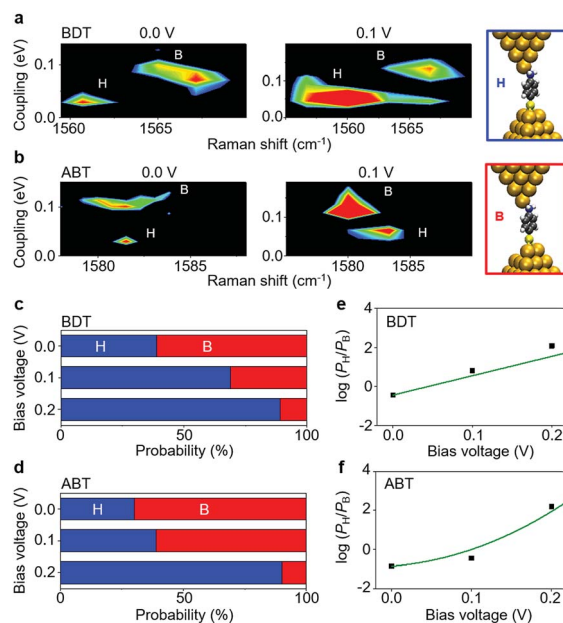 a BDT 0.0 V 0.1 V
Coupling (eV)
0.1
0.0
H
B
1560 1565
H
B
1560 1565
Raman shift (cm⁻¹)
H
b ABT 0.0 V 0.1 V
Coupling (eV)
0.1
0.0
B
H
1580 1585
B
H
1580 1585
Raman shift (cm⁻¹) Raman shift (cm⁻¹)
B
c BDT
Bias voltage (V)
0.0
0.1
0.2
H B
0 50 100
Probability (%)
d ABT
Bias voltage (V)
0.0
0.1
0.2
H B
0 50 100
Probability (%)
e BDT
log (P_H/P_B)
4
2
0
-2
0.0 0.1 0.2
Bias voltage (V)
f ABT
log (P_H/P_B)
4
2
0
-2
0.0 0.1 0.2
Bias voltage (V)